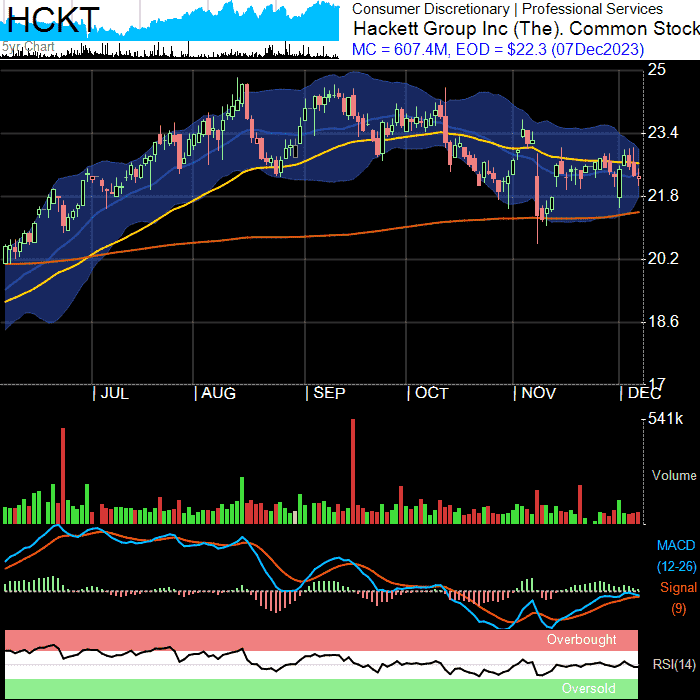 HCKT
5yr Chart
Consumer Discretionary | Professional Services
Hackett Group Inc (The). Common Stock
MC = 607.4M, EOD = $22.3 (07Dec2023)
25
23.4
21.8
20.2
18.6
17
| JUL | AUG | SEP | OCT | NOV | DEC
541k
Volume
MACD
(12-26)
Signal
(9)
Overbought
RSI(14)
Oversold